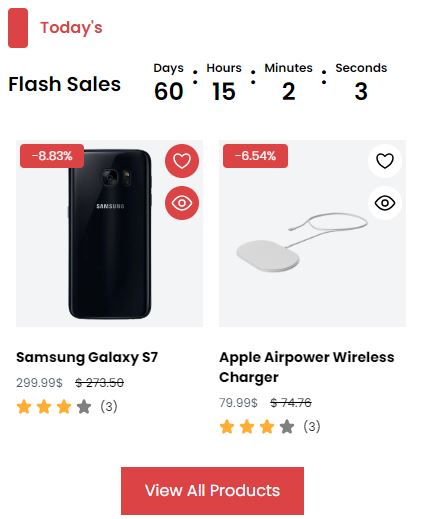 Today's
Flash Sales
Days Hours Minutes Seconds
60 : 15 : 2 : 3
-8.83%
SAMSUNG
-6.54%
Samsung Galaxy S7
299.99$ $ 273.50
(3)
Apple Airpower Wireless
Charger
79.99$ $ 74.76
(3)
View All Products